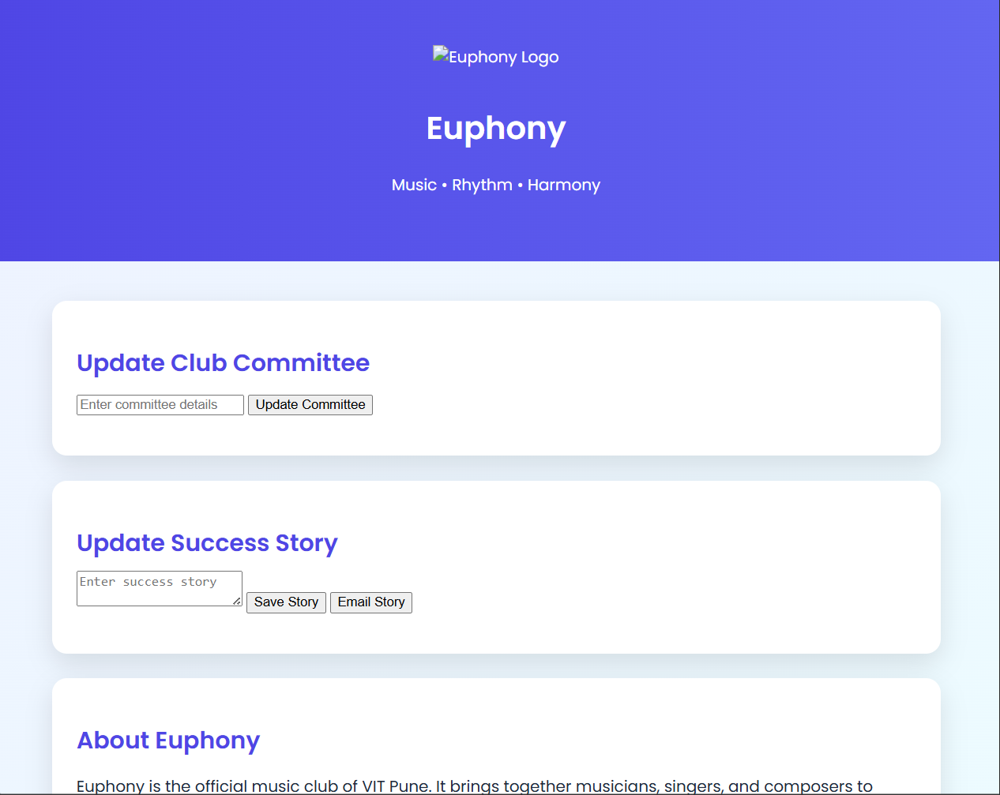 Euphony Logo
Euphony
Music • Rhythm • Harmony
Update Club Committee
Enter committee details Update Committee
Update Success Story
Enter success story Save Story Email Story
About Euphony
Euphony is the official music club of VIT Pune. It brings together musicians, singers, and composers to